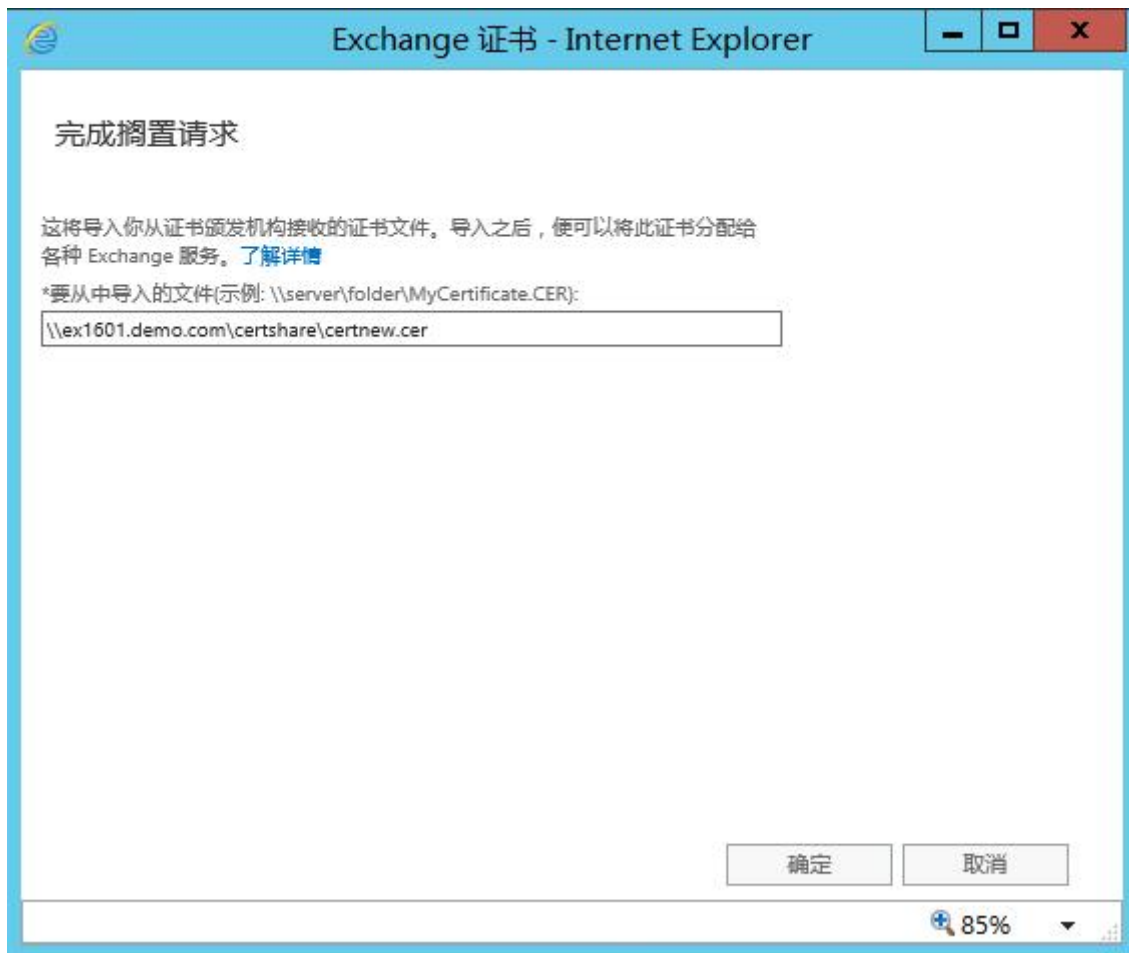 Exchange 证书 - Internet Explorer
完成搁置请求
这将导入你从证书颁发机构接收的证书文件。导入之后，便可以将此证书分配给
各种 Exchange 服务。了解详情
*要从中导入的文件(示例: \\server\folder\MyCertificate.CER):
\\ex1601.demo.com\certshare\certnew.cer
确定 取消
85%